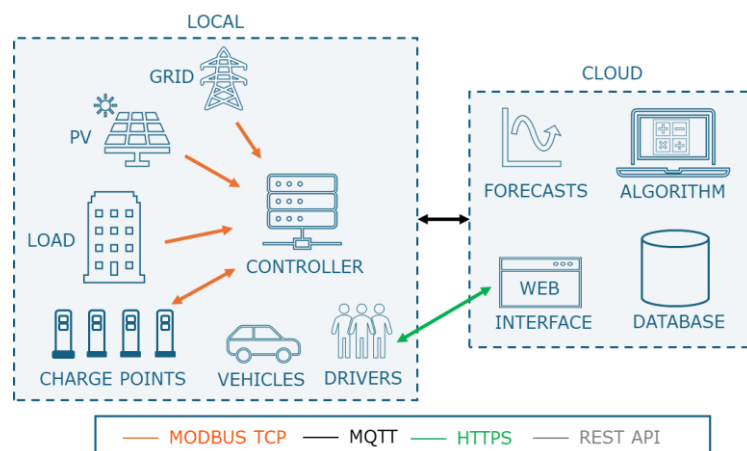 LOCAL
GRID
PV
LOAD
CONTROLLER
CHARGE POINTS
VEHICLES
DRIVERS
CLOUD
FORECASTS
ALGORITHM
WEB
INTERFACE
DATABASE
MODBUS TCP
MQTT
HTTPS
REST API